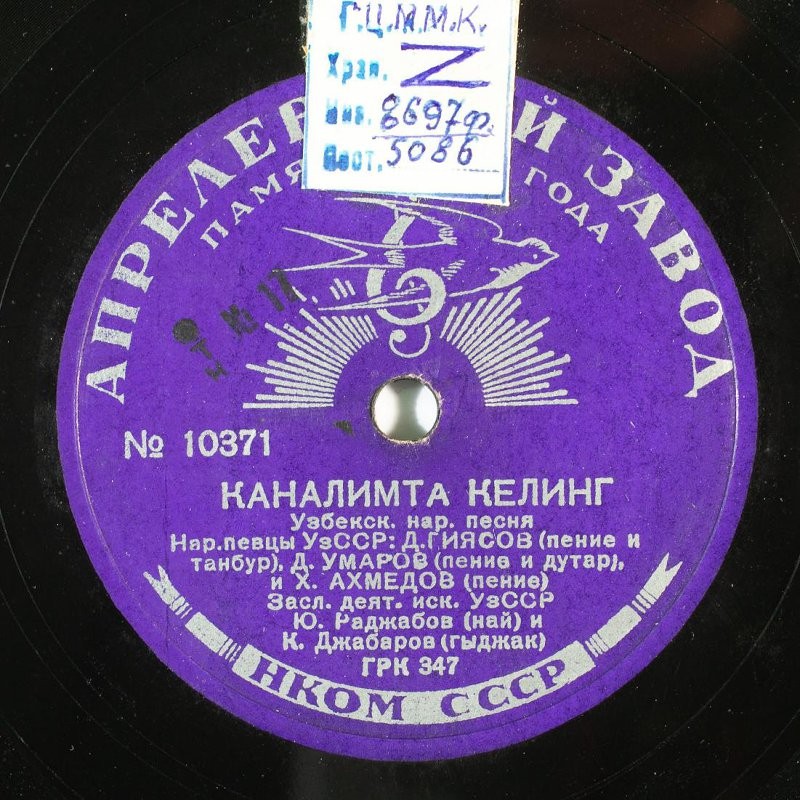 Г.Ц.М.М.К.
Хран. Z
Инв. 8697ф.
Пост. 5086
АПРЕЛЕВ ИЙ ЗАВОД
ПАМЯ ГОДА
№ 10371
КАНАЛИМТА КЕЛИНГ
Узбекск. нар. песня
Нар.певцы УзССР: Д.ГИЯСОВ (пение и
танбур), Д. УМАРОВ (пение и дутар),
и Х. АХМЕДОВ (пение)
Засл. деят. иск. УзССР
Ю. Раджабов (най) и
К. Джабаров (гыджак)
ГРК 347
НКОМ СССР